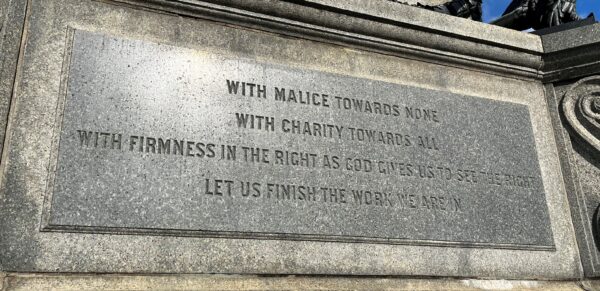 WITH MALICE TOWARDS NONE
WITH CHARITY TOWARDS ALL
WITH FIRMNESS IN THE RIGHT AS GOD GIVES US TO SEE THE RIGHT
LET US FINISH THE WORK WE ARE IN